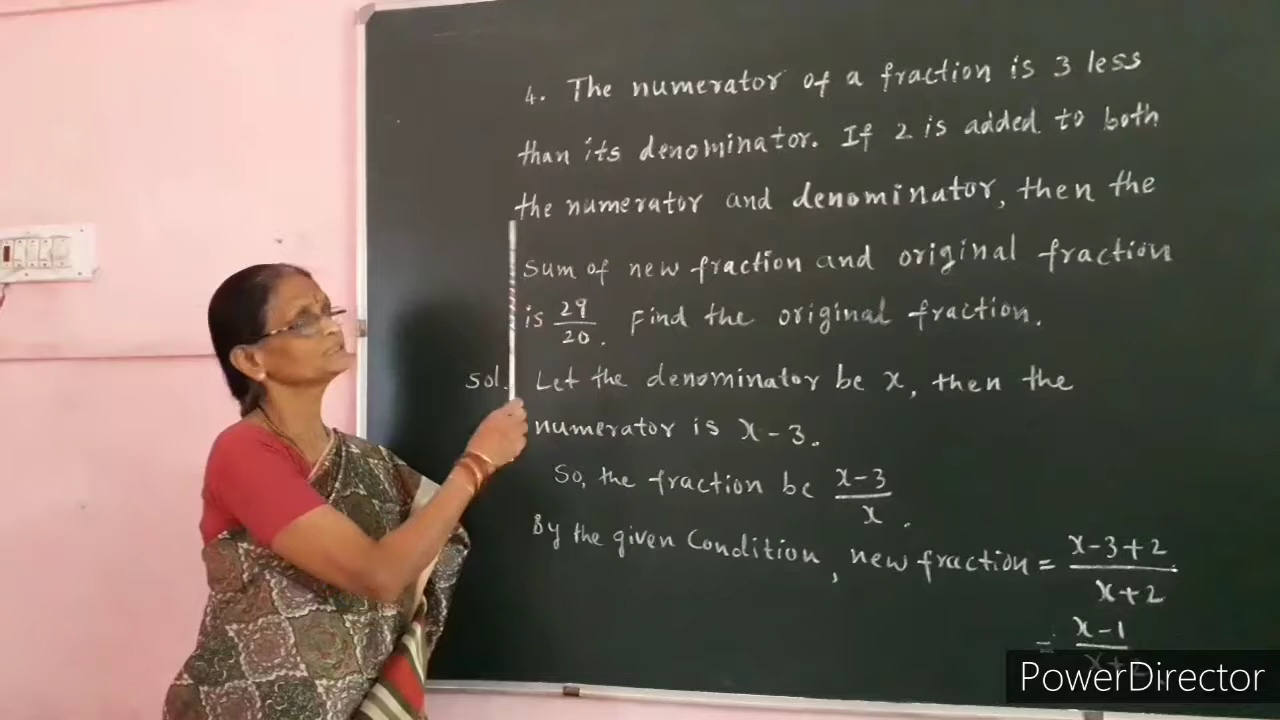 4. The numerator of a fraction is 3 less
than its denominator. If 2 is added to both
the numerator and denominator, then the
sum of new fraction and original fraction
is 29/20. Find the original fraction.
Sol. Let the denominator be x, then the
numerator is x-3.
So, the fraction be x-3/x.
By the given Condition, new fraction = x-3+2/x+2
= x-1/x+
PowerDirector